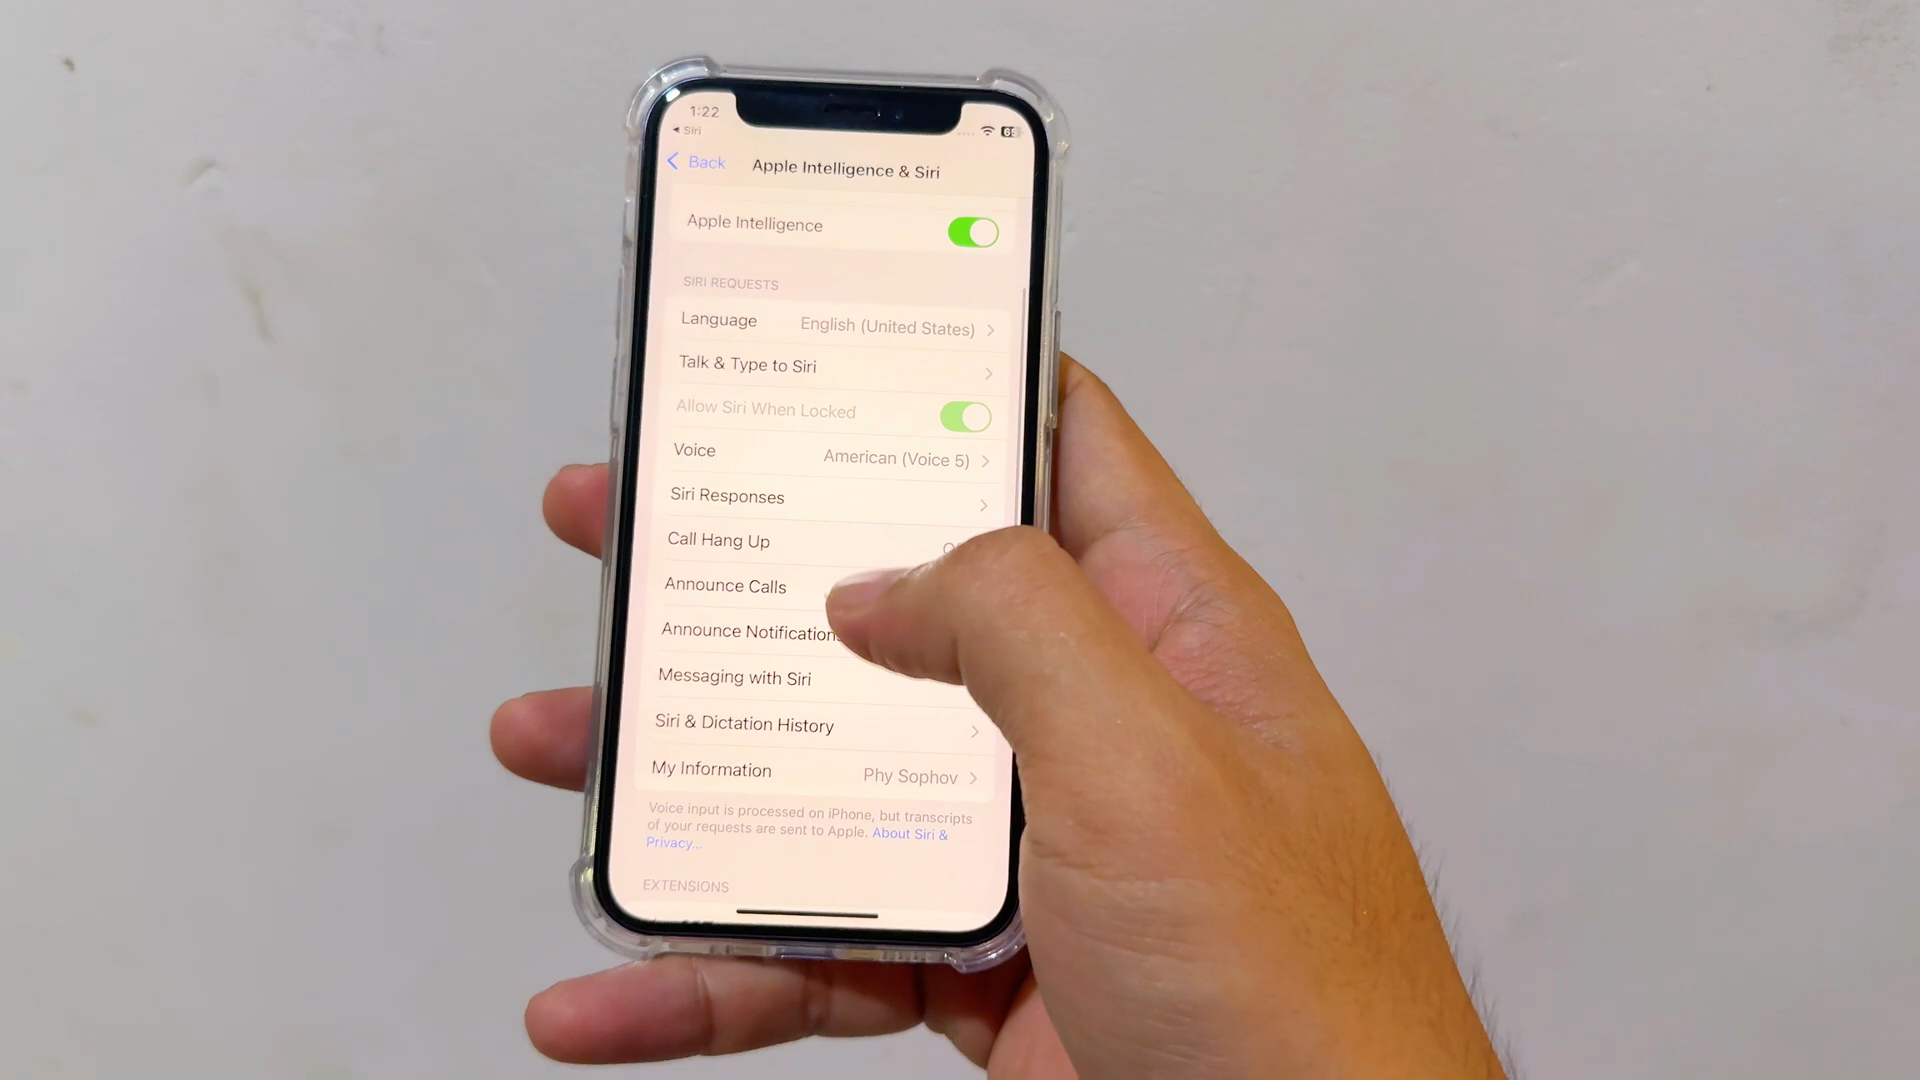 1:22
◂ Siri
Back
Apple Intelligence & Siri
Apple Intelligence
SIRI REQUESTS
Language English (United States)
Talk & Type to Siri
Allow Siri When Locked
Voice American (Voice 5)
Siri Responses
Call Hang Up
Announce Calls
Announce Notification
Messaging with Siri
Siri & Dictation History
My Information Phy Sophov
Voice input is processed on iPhone, but transcripts
of your requests are sent to Apple. About Siri &
Privacy...
EXTENSIONS